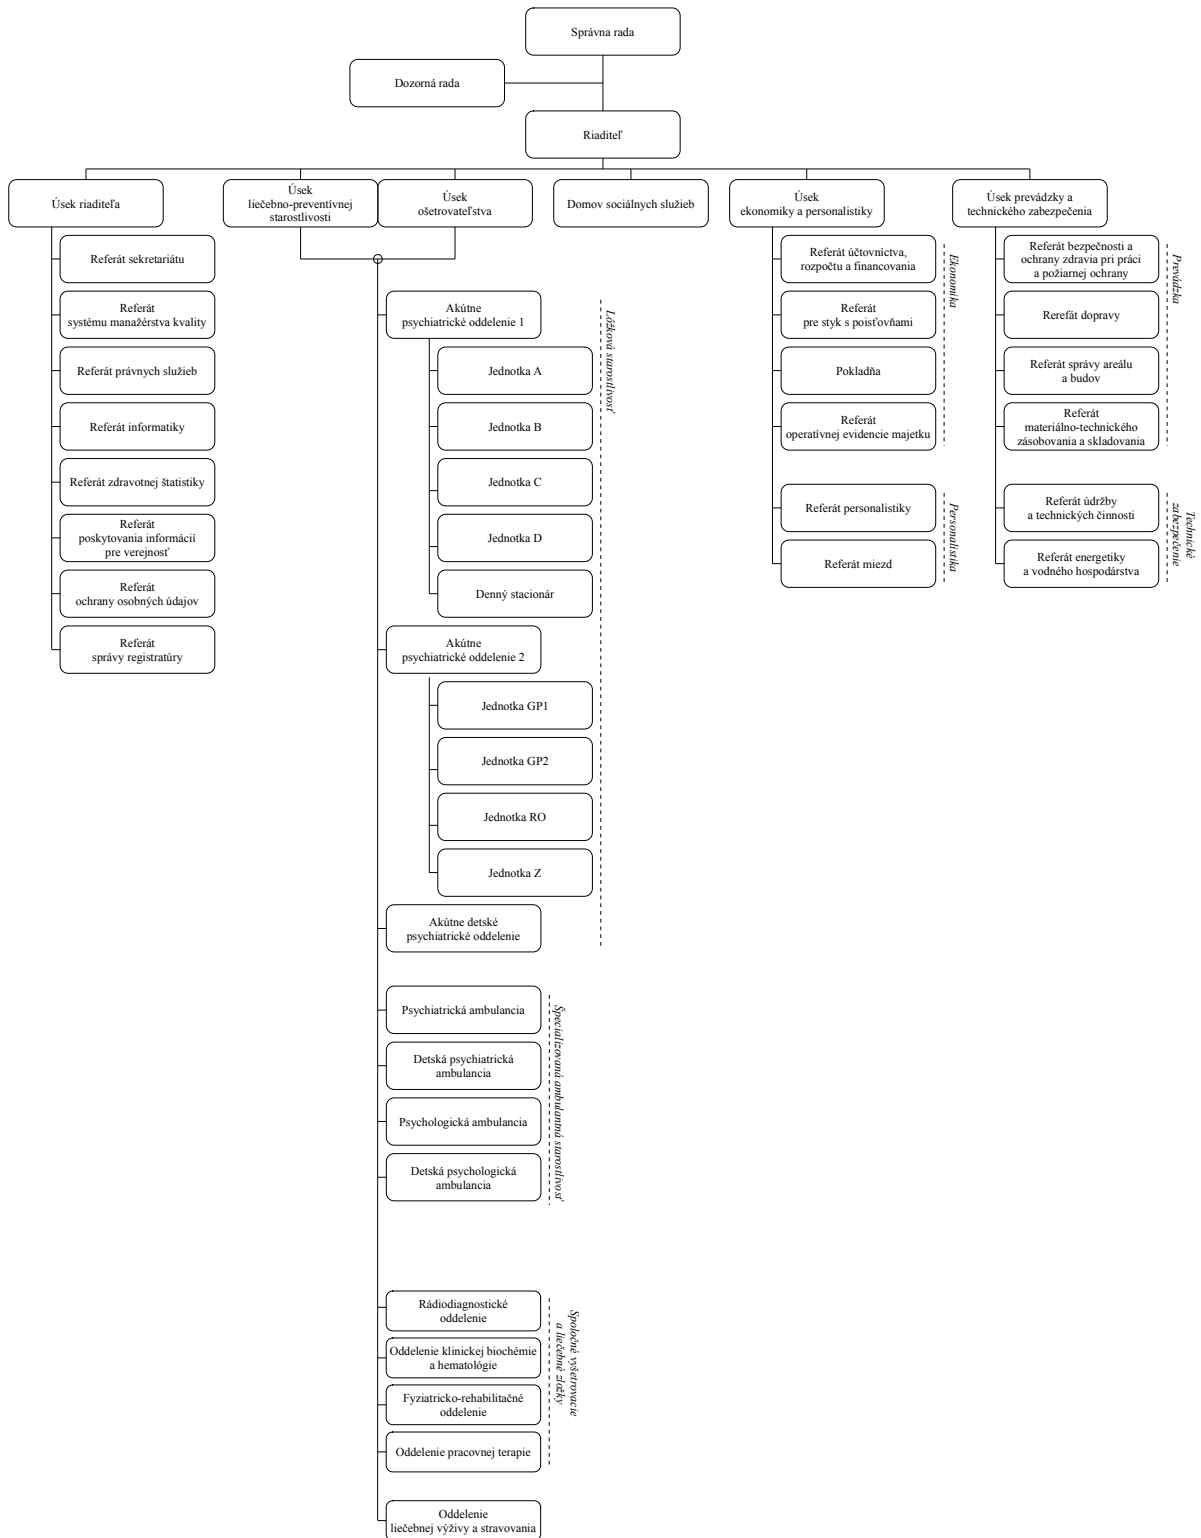 Správna rada
Dozorná rada
Riaditeľ
Úsek riaditeľa
Úsek
liečebno-preventívnej
starostlivosti
Úsek
ošetrovateľstva
Domov sociálnych služieb
Úsek
ekonomiky a personalistiky
Úsek prevádzky a
technického zabezpečenia
Referát sekretariátu
Referát
systému manažérstva kvality
Referát právnych služieb
Referát informatiky
Referát zdravotnej štatistiky
Referát
poskytovania informácií
pre verejnosť
Referát
ochrany osobných údajov
Referát
správy registratúry
Akútne
psychiatrické oddelenie 1
Jednotka A
Jednotka B
Jednotka C
Jednotka D
Denný stacionár
Akútne
psychiatrické oddelenie 2
Jednotka GP1
Jednotka GP2
Jednotka RO
Jednotka Z
Akútne detské
psychiatrické oddelenie
Lôžková starostlivosť
Psychiatrická ambulancia
Detská psychiatrická
ambulancia
Psychologická ambulancia
Detská psychologická
ambulancia
Špecializovaná ambulantná starostlivosť
Rádiodiagnostické
oddelenie
Oddelenie klinickej biochémie
a hematológie
Fyziatricko-rehabilitačné
oddelenie
Oddelenie pracovnej terapie
Spoločné vyšetrovacie
a liečebné zložky
Oddelenie
liečebnej výživy a stravovania
Referát účtovníctva,
rozpočtu a financovania
Referát
pre styk s poisťovňami
Pokladňa
Referát
operatívnej evidencie majetku
Ekonomika
Referát personalistiky
Referát miezd
Personalistika
Referát bezpečnosti a
ochrany zdravia pri práci
a požiarnej ochrany
Rerefát dopravy
Referát správy areálu
a budov
Referát
materiálno-technického
zásobovania a skladovania
Prevádzka
Referát údržby
a technických činnosti
Referát energetiky
a vodného hospodárstva
Technické
zabezpečenie